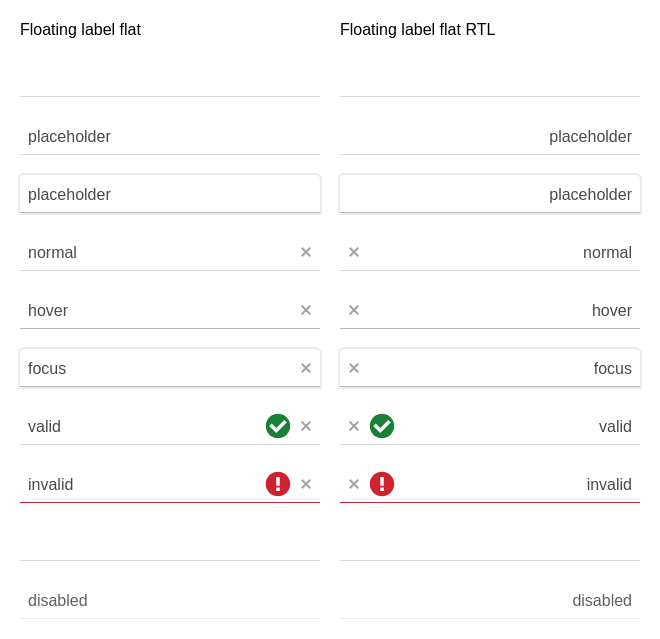 Floating label flat
Floating label flat RTL
placeholder
placeholder
placeholder
placeholder
normal
normal
hover
hover
focus
focus
valid
valid
invalid
invalid
disabled
disabled